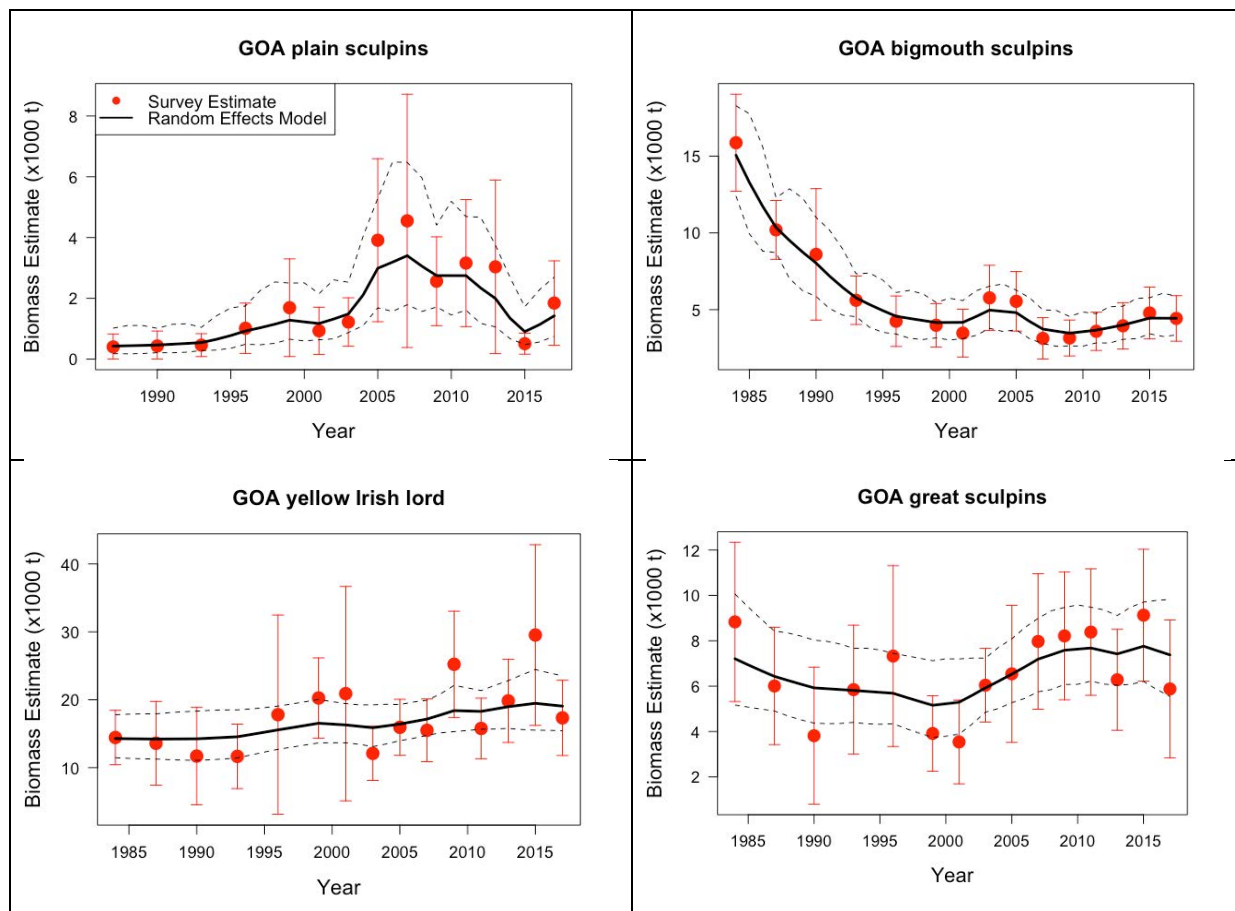 GOA plain sculpins
Survey Estimate
Random Effects Model
Biomass Estimate (x1000 t)
8
6
4
2
0
1990 1995 2000 2005 2010 2015
Year
GOA bigmouth sculpins
Biomass Estimate (x1000 t)
15
10
5
1985 1990 1995 2000 2005 2010 2015
Year
GOA yellow Irish lord
Biomass Estimate (x1000 t)
40
30
20
10
1985 1990 1995 2000 2005 2010 2015
Year
GOA great sculpins
Biomass Estimate (x1000 t)
12
10
8
6
4
2
1985 1990 1995 2000 2005 2010 2015
Year